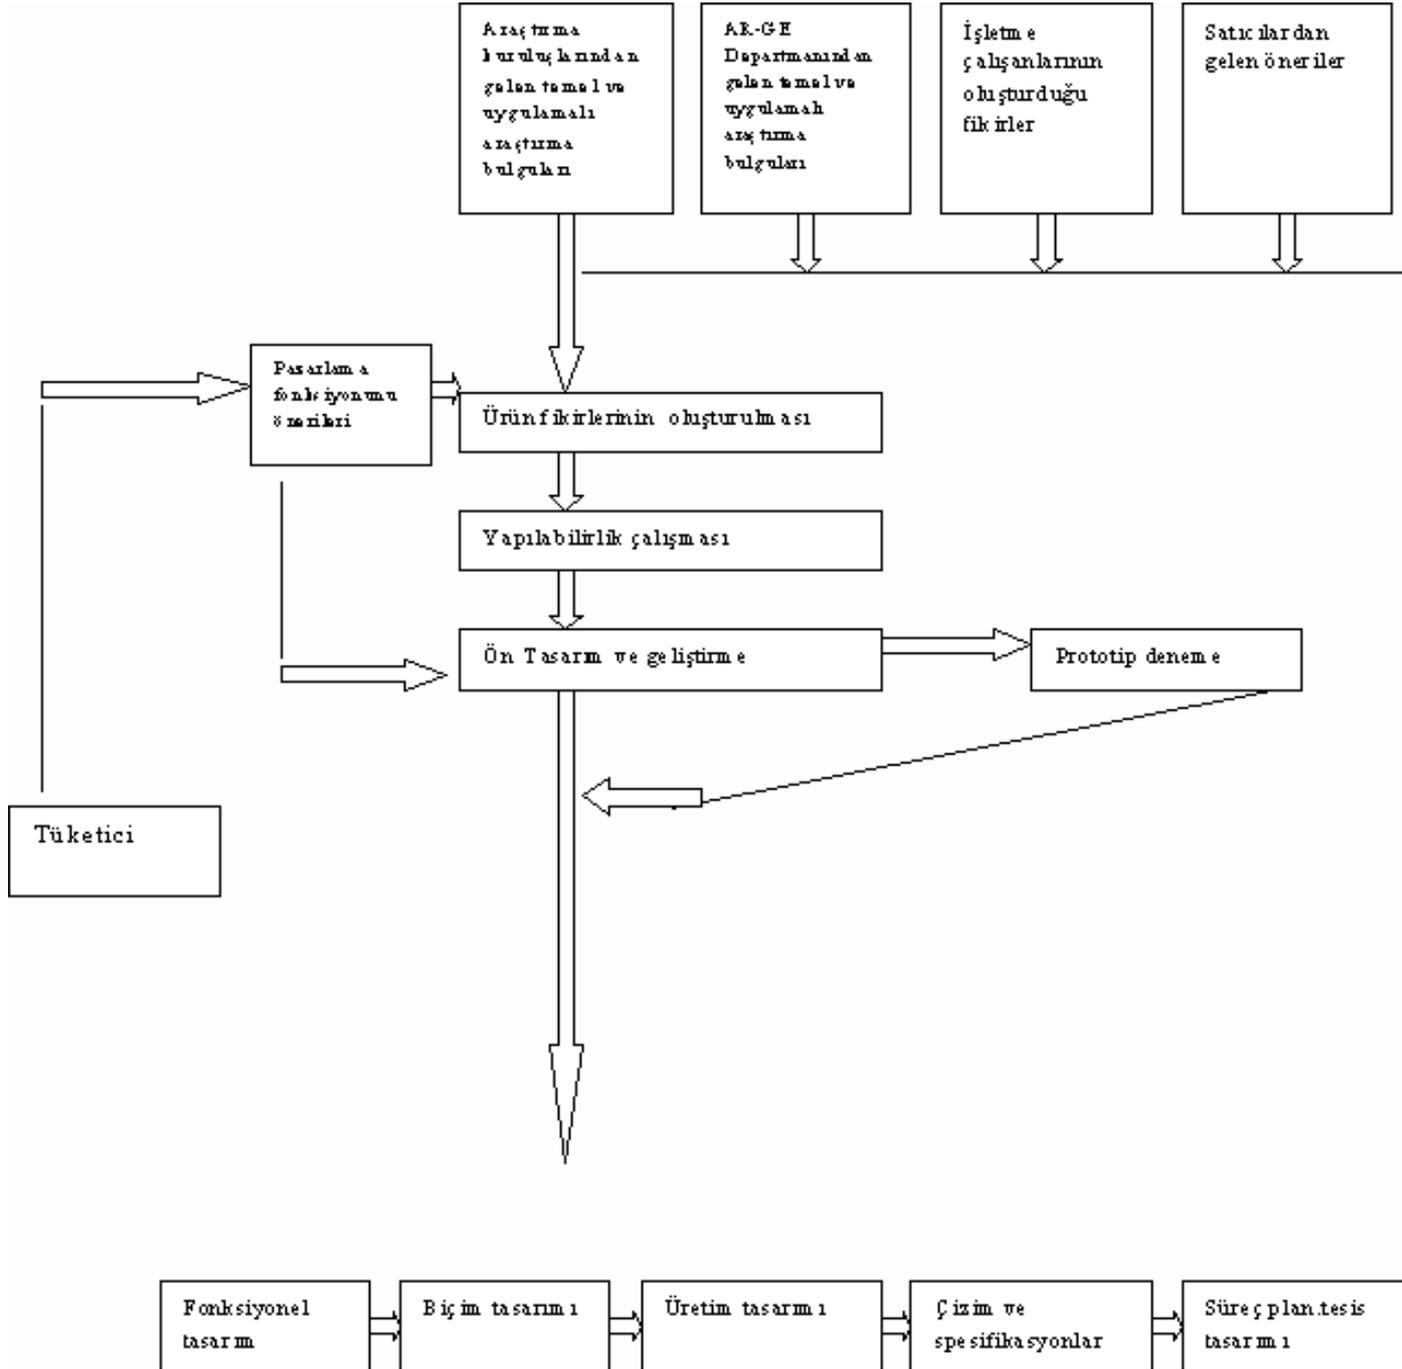 Araştırma
kuruluşlarından
gelen temel ve
uygulamalı
araştırma
bulguları
AR-GE
Departmanından
gelen temel ve
uygulamalı
araştırma
bulguları
İşletme
çalışanlarının
oluşturduğu
fikirler
Satıcılardan
gelen öneriler
Pazarlama
fonksiyonunu
önerileri
Ürün fikirlerinin oluşturulması
Yapılabilirlik çalışması
Ön Tasarım ve geliştirme
Prototip deneme
Tüketici
Fonksiyonel
tasarım
Biçim tasarımı
Üretim tasarımı
Çizim ve
spesifikasyonlar
Süreç plan.tesis
tasarımı